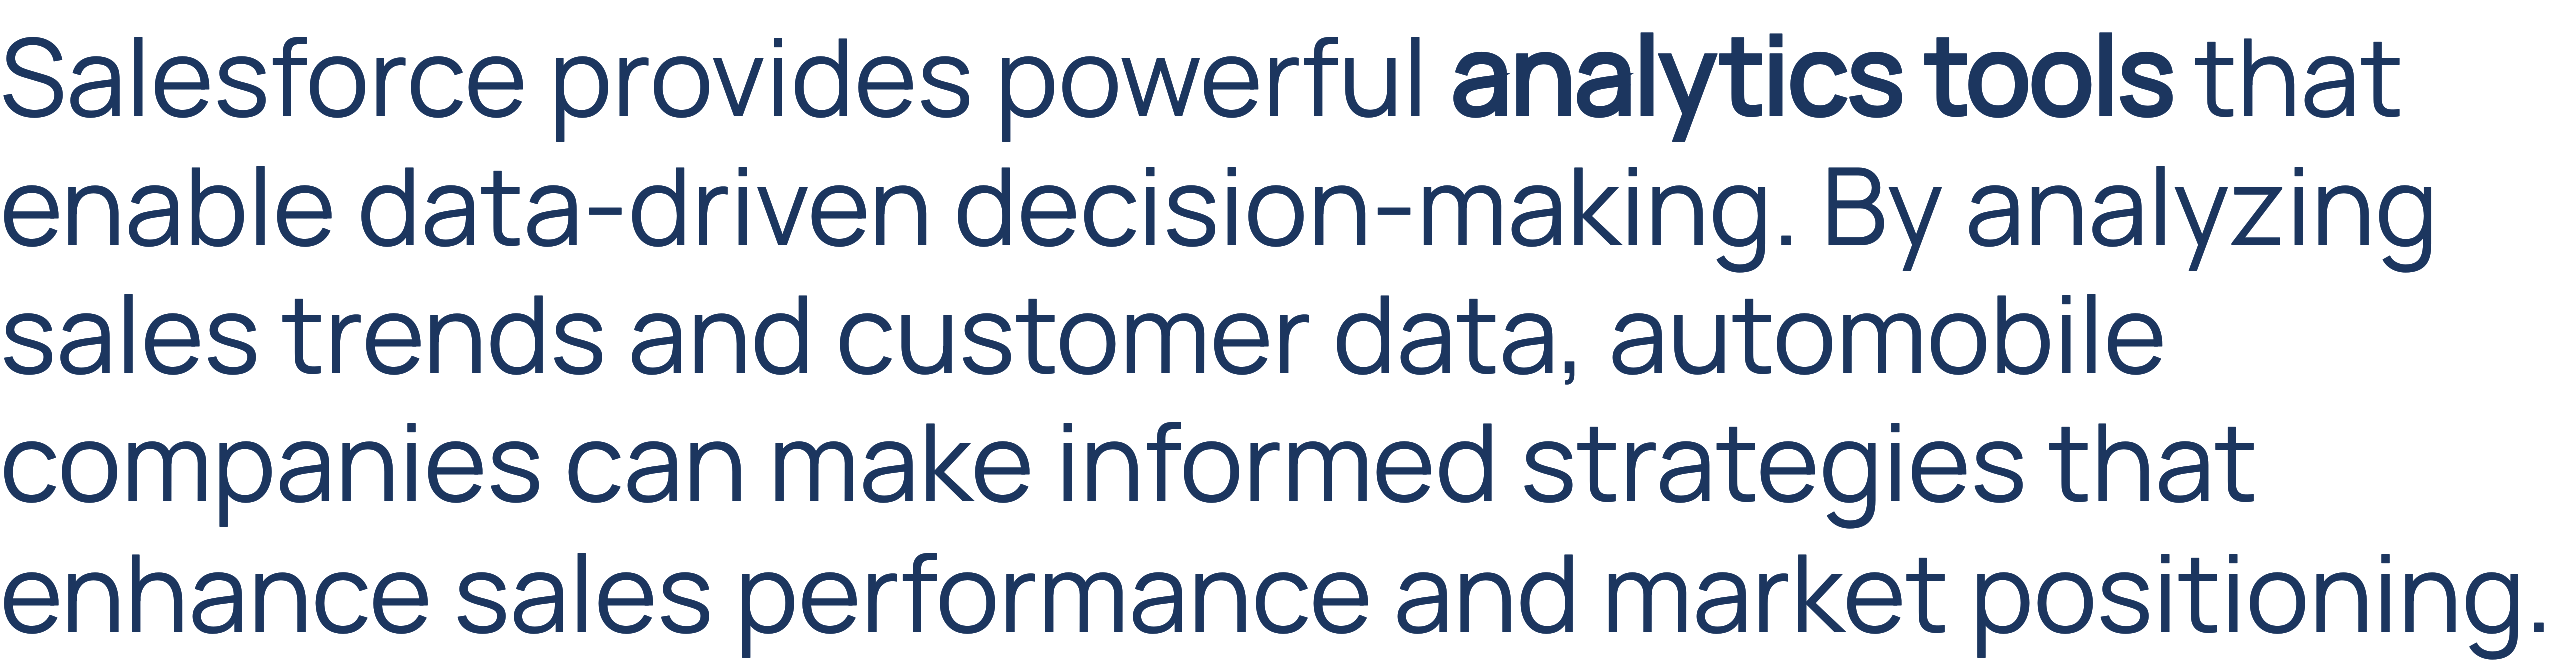 Salesforce provides powerful analytics tools that
enable data-driven decision-making. By analyzing
sales trends and customer data, automobile
companies can make informed strategies that
enhance sales performance and market positioning.